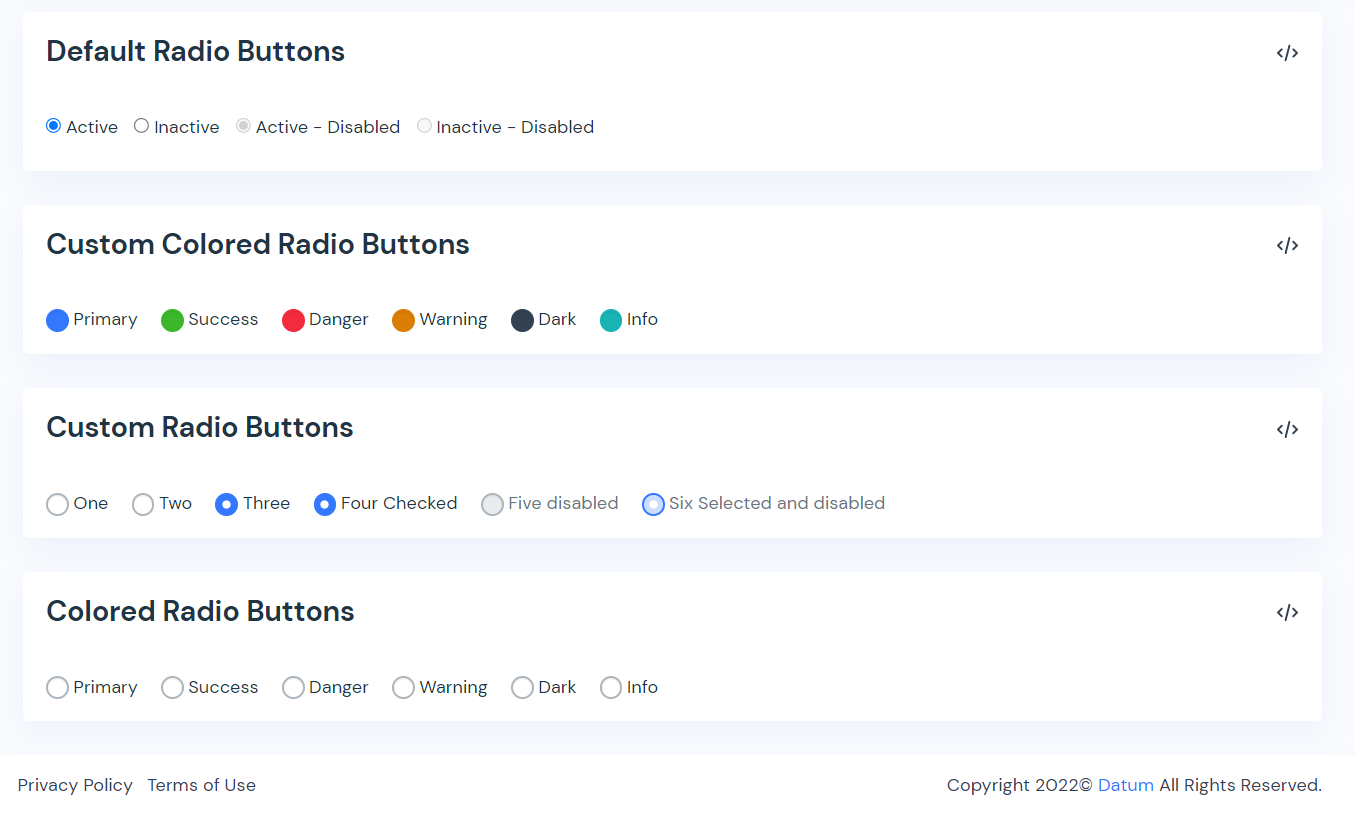 Default Radio Buttons
</>
Active Inactive Active - Disabled Inactive - Disabled
Custom Colored Radio Buttons
</>
Primary Success Danger Warning Dark Info
Custom Radio Buttons
</>
One Two Three Four Checked Five disabled Six Selected and disabled
Colored Radio Buttons
</>
Primary Success Danger Warning Dark Info
Privacy Policy Terms of Use Copyright 2022© Datum All Rights Reserved.